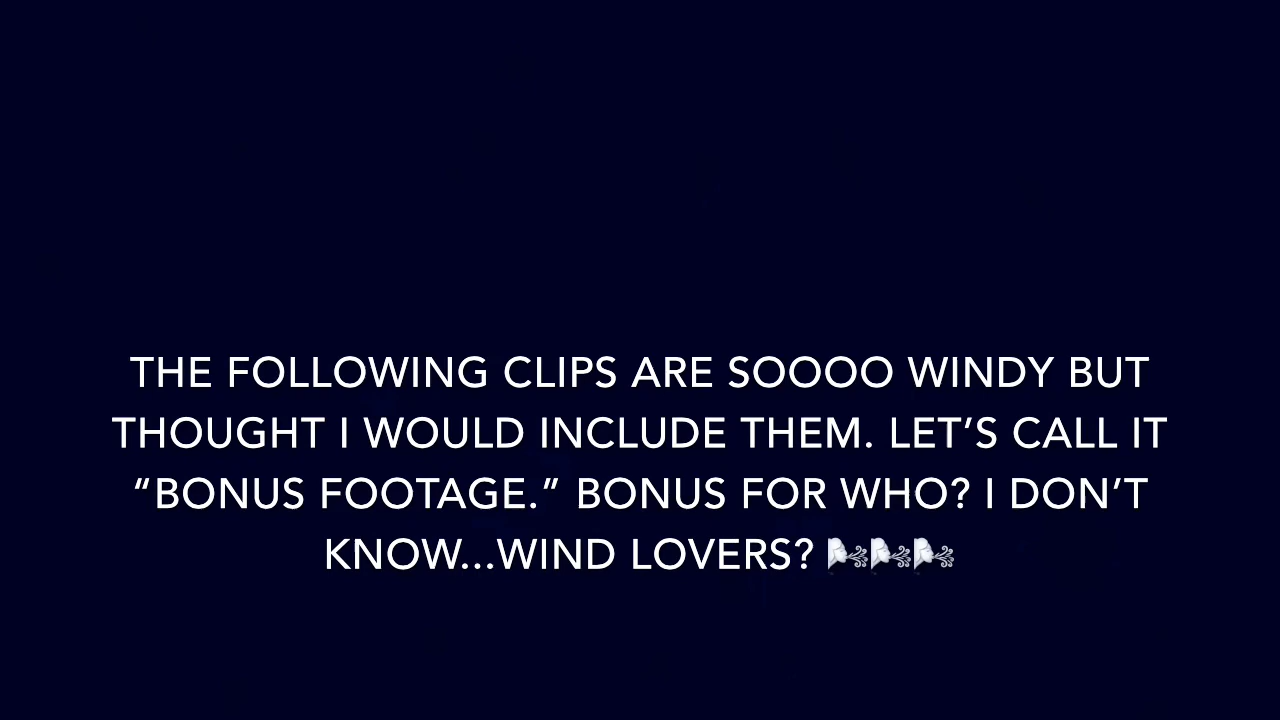 THE FOLLOWING CLIPS ARE SOOOO WINDY BUT
THOUGHT I WOULD INCLUDE THEM. LET’S CALL IT
“BONUS FOOTAGE.” BONUS FOR WHO? I DON’T
KNOW...WIND LOVERS? 🌬🌬🌬